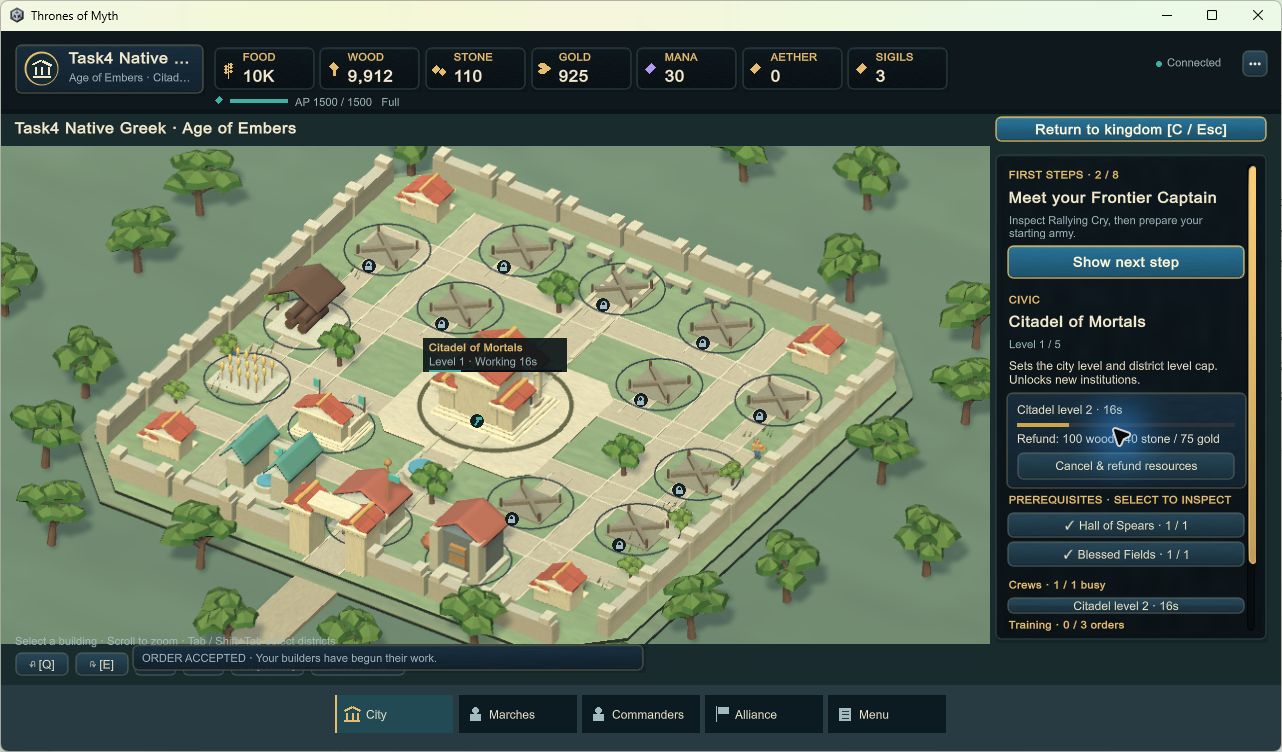 Thrones of Myth
Task4 Native ...
Age of Embers · Citad...
FOOD
10K
WOOD
9,912
STONE
110
GOLD
925
MANA
30
AETHER
0
SIGILS
3
Connected
AP 1500 / 1500 Full
Task4 Native Greek · Age of Embers
Return to kingdom [C / Esc]
FIRST STEPS · 2 / 8
Meet your Frontier Captain
Inspect Rallying Cry, then prepare your
starting army.
Show next step
CIVIC
Citadel of Mortals
Level 1 / 5
Sets the city level and district level cap.
Unlocks new institutions.
Citadel level 2 · 16s
Refund: 100 wood stone / 75 gold
Cancel & refund resources
PREREQUISITES · SELECT TO INSPECT
✓ Hall of Spears · 1 / 1
✓ Blessed Fields · 1 / 1
Crews · 1 / 1 busy
Citadel level 2 · 16s
Training · 0 / 3 orders
Citadel of Mortals
Level 1 · Working 16s
Select a building · Scroll to zoom · Tab / Shift+Tab select districts
[Q]
[E]
ORDER ACCEPTED · Your builders have begun their work.
City
Marches
Commanders
Alliance
Menu